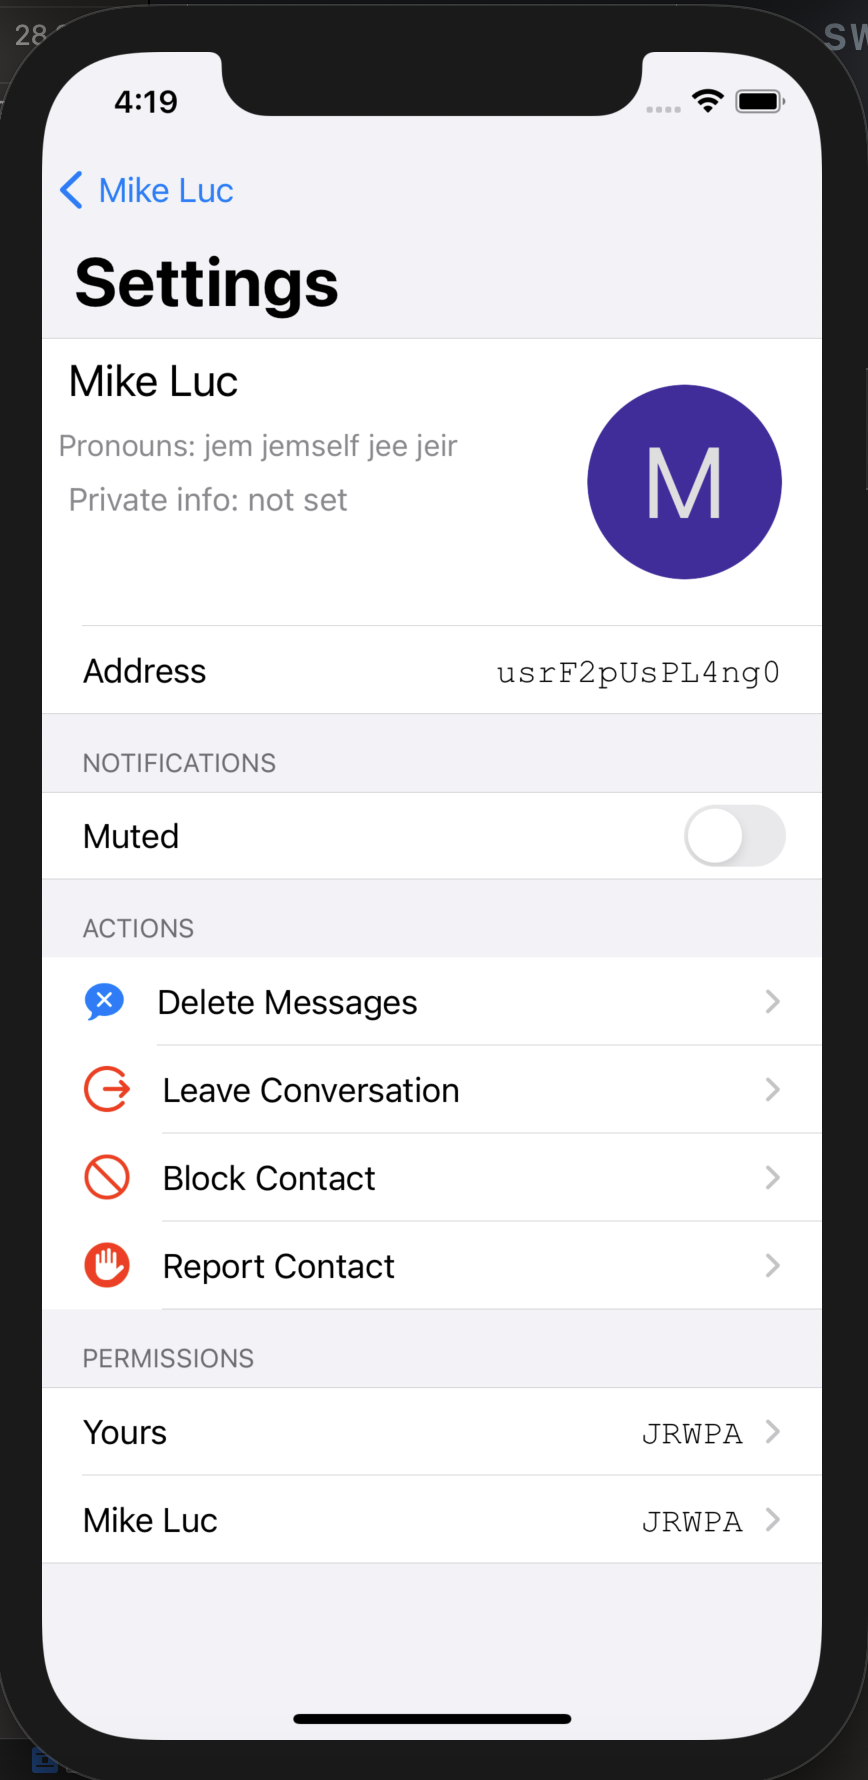 28
SW
4:19
Mike Luc
Settings
Mike Luc
Pronouns: jem jemself jee jeir
Private info: not set
M
Address usrF2pUsPL4ng0
NOTIFICATIONS
Muted
ACTIONS
Delete Messages
Leave Conversation
Block Contact
Report Contact
PERMISSIONS
Yours JRWPA
Mike Luc JRWPA